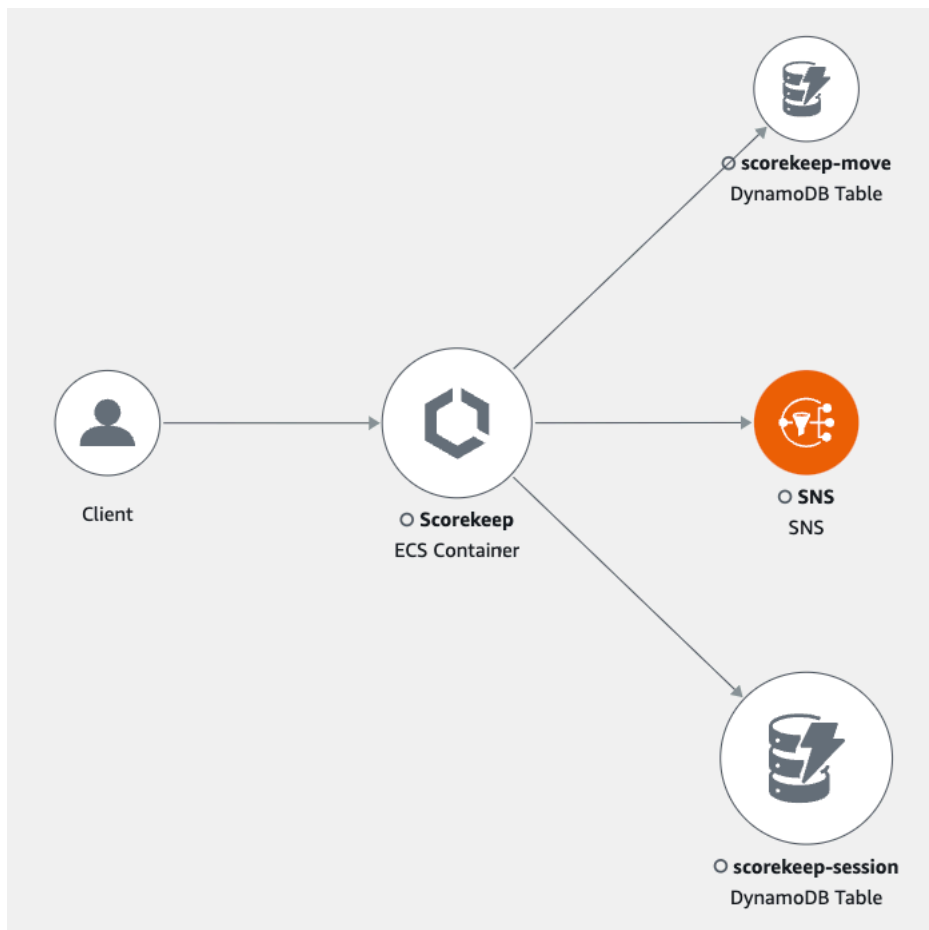 scorekeep-move
DynamoDB Table
Client
Scorekeep
ECS Container
SNS
SNS
scorekeep-session
DynamoDB Table